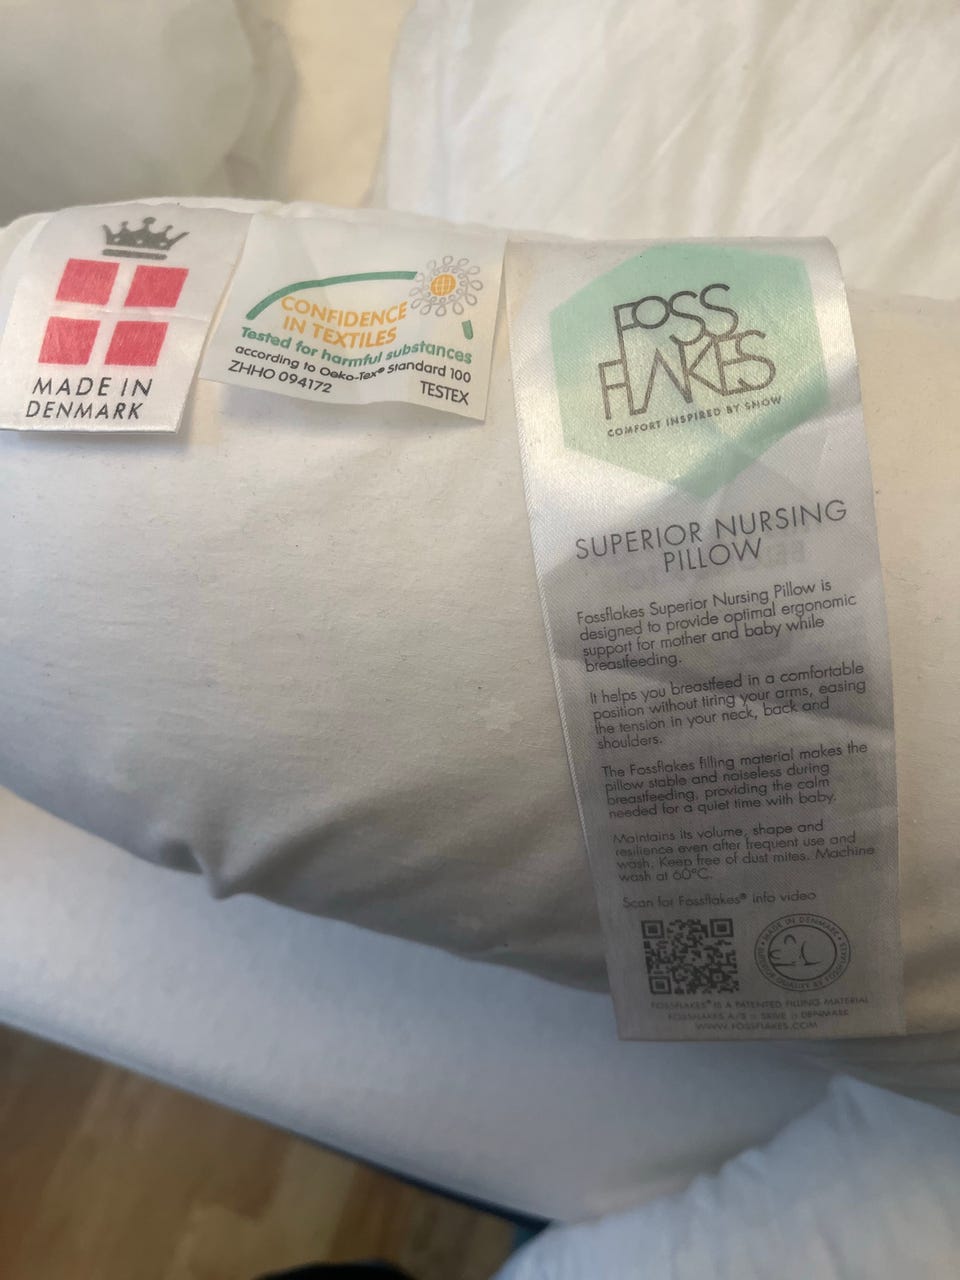 MADE IN
DENMARK
CONFIDENCE
IN TEXTILES
Tested for harmful substances
according to Oeko-Tex® Standard 100
ZHHO 094172
TESTEX
FOSS
FLAKES
COMFORT INSPIRED BY SNOW
SUPERIOR NURSING
PILLOW
Fossflakes Superior Nursing Pillow is
designed to provide optimal ergonomic
support for mother and baby while
breastfeeding.
It helps you breastfeed in a comfortable
position without tiring your arms, easing
the tension in your neck, back and
shoulders.
The Fossflakes filling material makes the
pillow stable and noiseless during
breastfeeding, providing the calm
needed for a quiet time with baby.
Maintains its volume, shape and
resilience even after frequent use and
wash. Keep free of dust mites. Machine
wash at 60°C.
Scan for Fossflakes® info video
MADE IN DENMARK
QUALITY BY FOSSFLAKES
FOSSFLAKES® IS A PATENTED FILLING MATERIAL
FOSSFLAKES A/S :: SKIVE :: DENMARK
WWW.FOSSFLAKES.COM